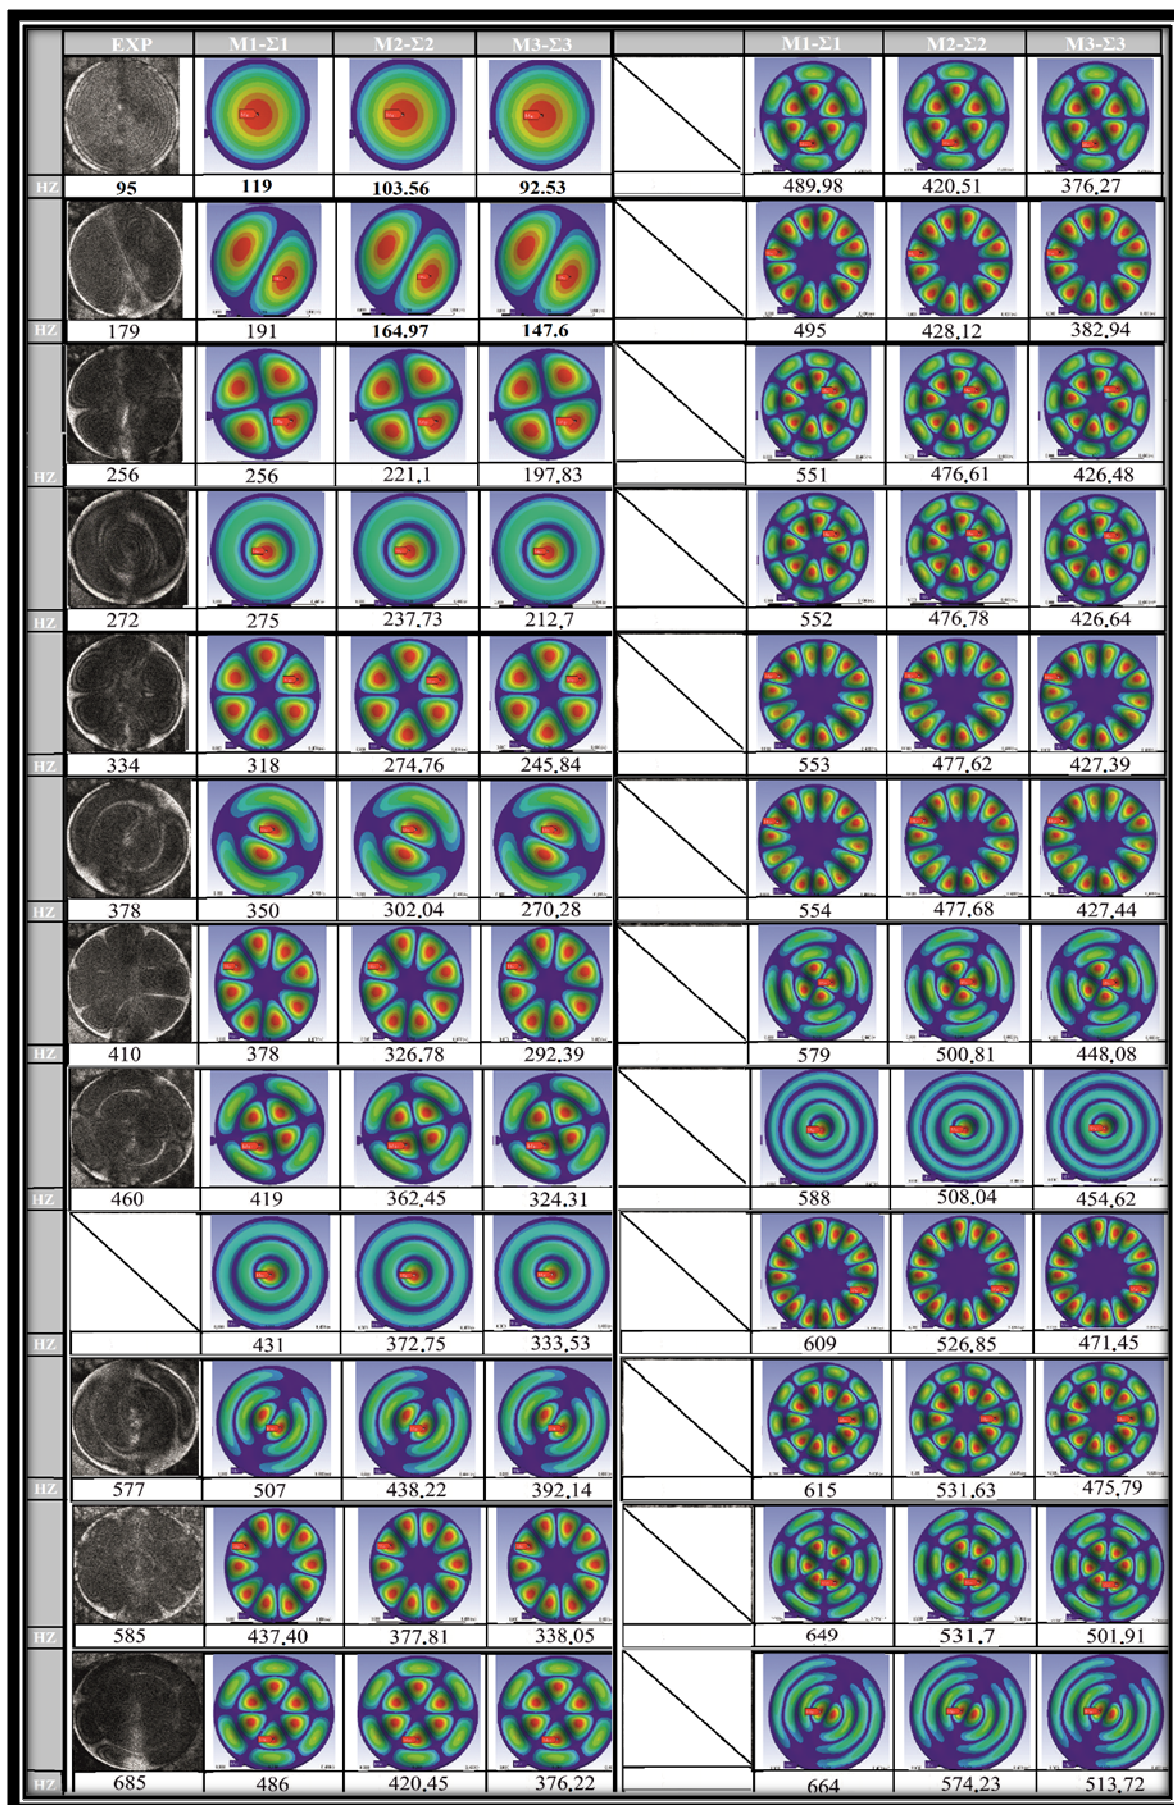 EXP M1-Σ1 M2-Σ2 M3-Σ3 M1-Σ1 M2-Σ2 M3-Σ3
HZ 95 119 103.56 92.53 489.98 420.51 376.27
HZ 179 191 164.97 147.6 495 428.12 382.94
HZ 256 256 221.1 197.83 551 476.61 426.48
HZ 272 275 237.73 212.7 552 476.78 426.64
HZ 334 318 274.76 245.84 553 477.62 427.39
HZ 378 350 302.04 270.28 554 477.68 427.44
HZ 410 378 326.78 292.39 579 500.81 448.08
HZ 460 419 362.45 324.31 588 508.04 454.62
HZ 431 372.75 333.53 609 526.85 471.45
HZ 577 507 438.22 392.14 615 531.63 475.79
HZ 585 437.40 377.81 338.05 649 531.7 501.91
HZ 685 486 420.45 376.22 664 574.23 513.72